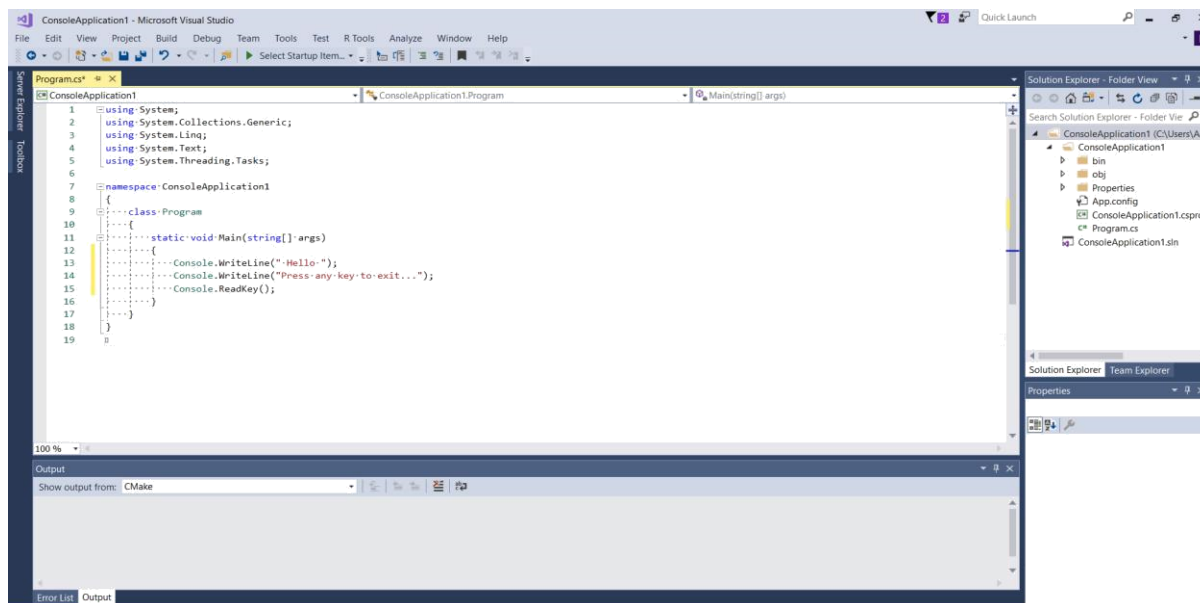 ConsoleApplication1 - Microsoft Visual Studio
2
Quick Launch
File Edit View Project Build Debug Team Tools Test R Tools Analyze Window Help
Select Startup Item...
Server Explorer
Toolbox
Program.cs*
ConsoleApplication1
ConsoleApplication1.Program
Main(string[] args)
1 using System;
2 using System.Collections.Generic;
3 using System.Linq;
4 using System.Text;
5 using System.Threading.Tasks;
6
7 namespace ConsoleApplication1
8 {
9 class Program
10 {
11 static void Main(string[] args)
12 {
13 Console.WriteLine(" Hello ");
14 Console.WriteLine("Press any key to exit...");
15 Console.ReadKey();
16 }
17 }
18 }
19
100 %
Output
Show output from: CMake
Error List Output
Solution Explorer - Folder View
Search Solution Explorer - Folder Vie
ConsoleApplication1 (C:\Users\A
ConsoleApplication1
bin
obj
Properties
App.config
ConsoleApplication1.cspr
Program.cs
ConsoleApplication1.sln
Solution Explorer Team Explorer
Properties